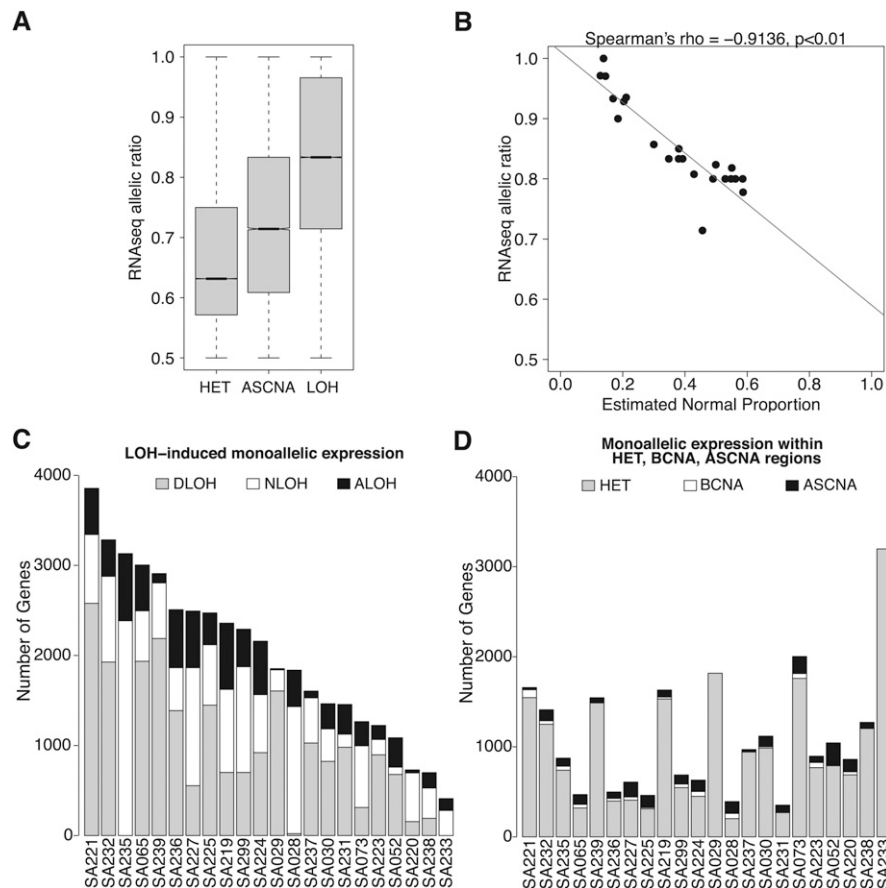 A
RNAseq allelic ratio
1.0
0.9
0.8
0.7
0.6
0.5
HET ASCNA LOH
B
Spearman's rho = −0.9136, p<0.01
RNAseq allelic ratio
1.0
0.9
0.8
0.7
0.6
0.5
0.0 0.2 0.4 0.6 0.8 1.0
Estimated Normal Proportion
C
LOH−induced monoallelic expression
DLOH NLOH ALOH
Number of Genes
4000
3000
2000
1000
0
SA221 SA232 SA235 SA065 SA239 SA236 SA227 SA225 SA219 SA299 SA224 SA029 SA028 SA237 SA030 SA231 SA073 SA223 SA052 SA220 SA238 SA233
D
Monoallelic expression within
HET, BCNA, ASCNA regions
HET BCNA ASCNA
Number of Genes
4000
3000
2000
1000
0
SA221 SA232 SA235 SA065 SA239 SA236 SA227 SA225 SA219 SA299 SA224 SA029 SA028 SA237 SA030 SA231 SA073 SA223 SA052 SA220 SA238 SA233